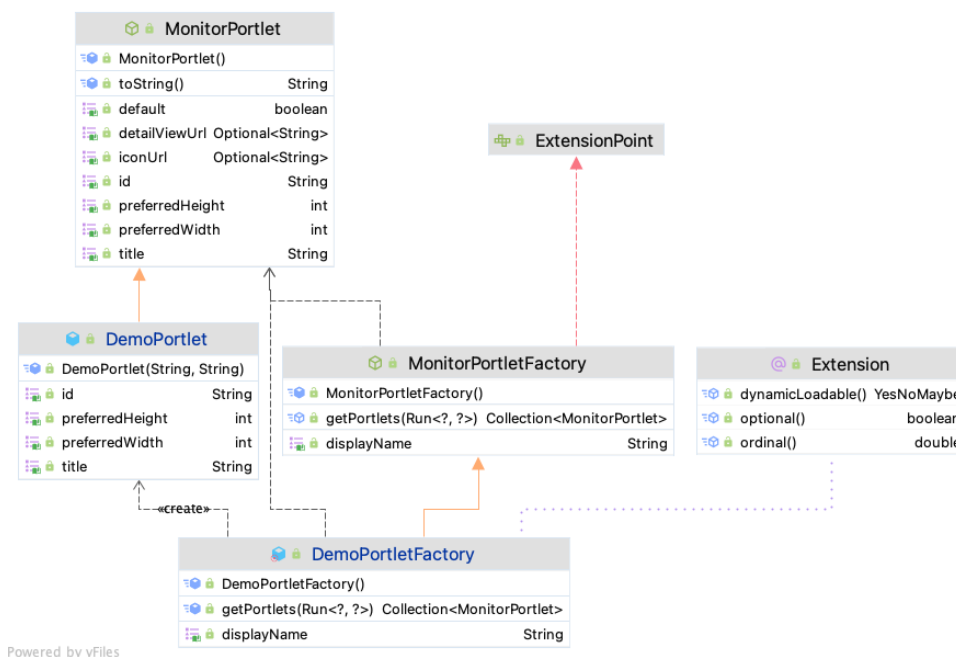 MonitorPortlet
MonitorPortlet()
toString() String
default boolean
detailViewUrl Optional<String>
iconUrl Optional<String>
id String
preferredHeight int
preferredWidth int
title String
ExtensionPoint
DemoPortlet
DemoPortlet(String, String)
id String
preferredHeight int
preferredWidth int
title String
MonitorPortletFactory
MonitorPortletFactory()
getPortlets(Run<?, ?>) Collection<MonitorPortlet>
displayName String
@ Extension
dynamicLoadable() YesNoMaybe
optional() boolean
ordinal() double
«create»
DemoPortletFactory
DemoPortletFactory()
getPortlets(Run<?, ?>) Collection<MonitorPortlet>
displayName String
Powered by yFiles